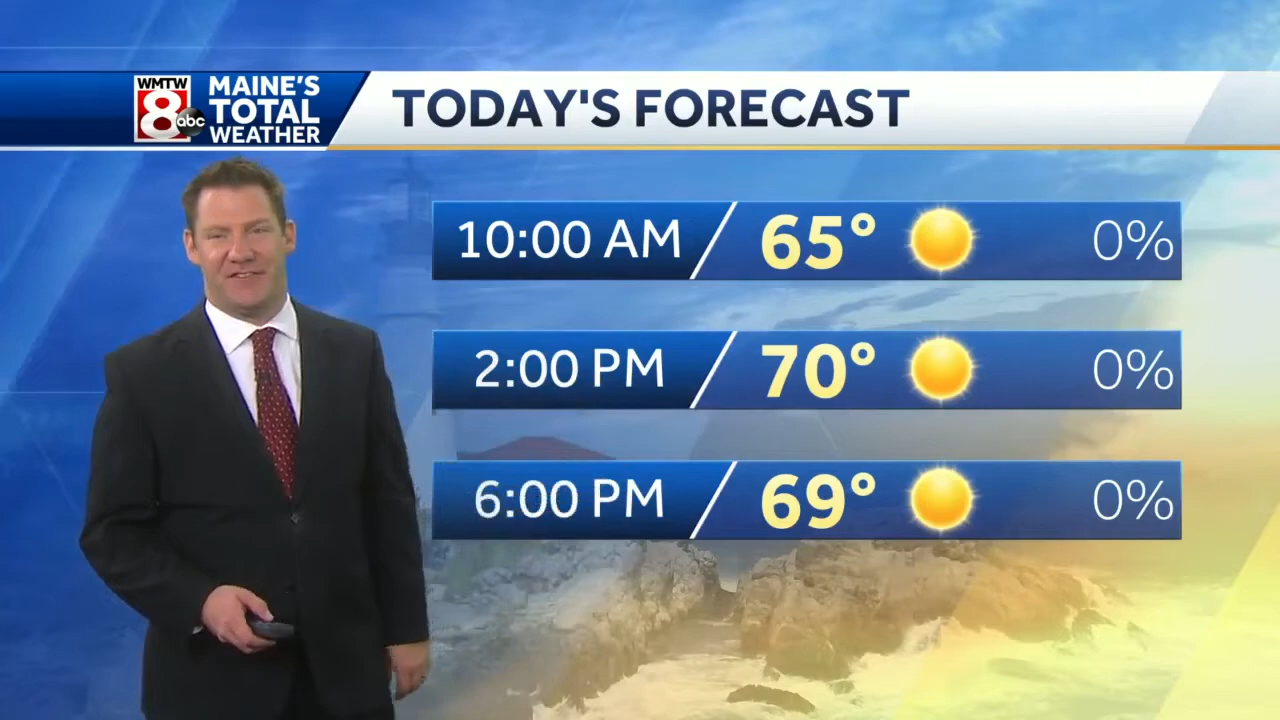 WMTW
8
abc
MAINE'S
TOTAL
WEATHER
TODAY'S FORECAST
10:00 AM 65° 0%
2:00 PM 70° 0%
6:00 PM 69° 0%